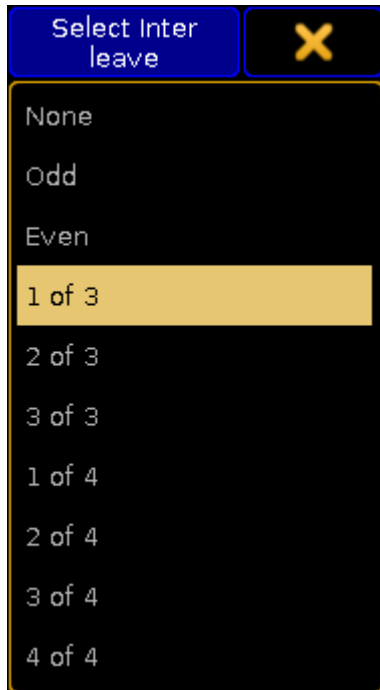 Select Inter
leave
None
Odd
Even
1 of 3
2 of 3
3 of 3
1 of 4
2 of 4
3 of 4
4 of 4